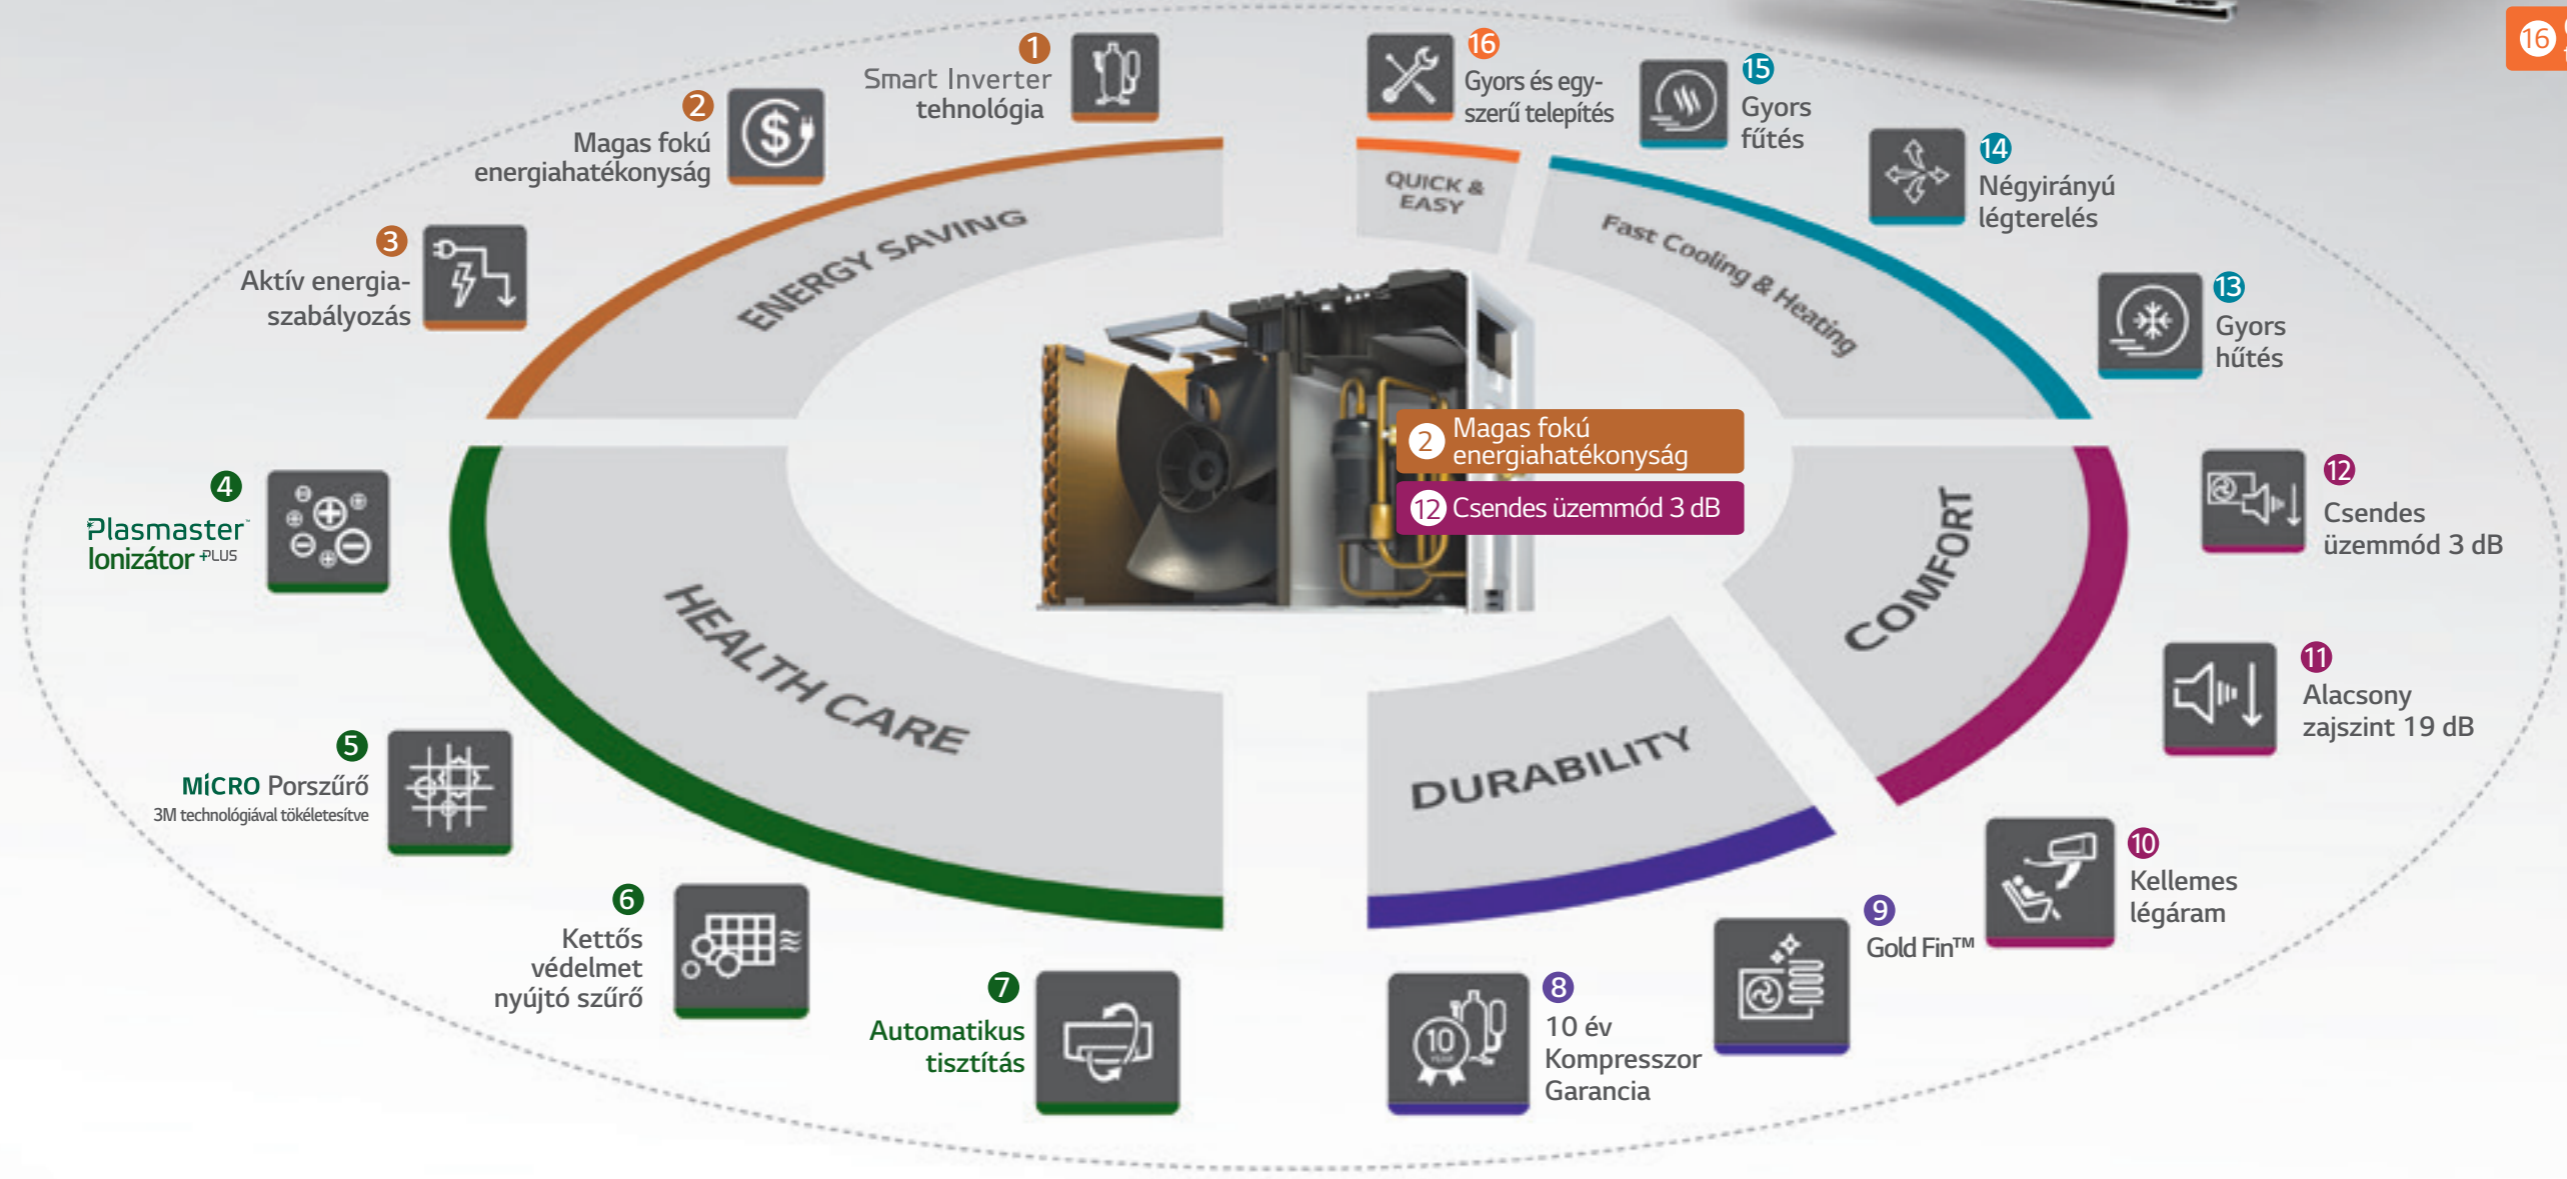 1
Smart Inverter
tehnológia
2
Magas fokú
energiahatékonyság
3
Aktív energia-
szabályozás
4
Plasmaster™
Ionizátor +PLUS
5
MiCRO Porszűrő
3M technológiával tökéletesítve
6
Kettős
védelmet
nyújtó szűrő
7
Automatikus
tisztítás
8
10 év
Kompresszor
Garancia
10
YEAR
9
Gold Fin™
10
Kellemes
légáram
11
Alacsony
zajszint 19 dB
12
Csendes
üzemmód 3 dB
13
Gyors
hűtés
14
Négyirányú
légterelés
15
Gyors
fűtés
16
Gyors és egy-
szerű telepítés
16
ENERGY SAVING
QUICK &
EASY
Fast Cooling & Heating
COMFORT
DURABILITY
HEALTH CARE
2 Magas fokú
energiahatékonyság
12 Csendes üzemmód 3 dB